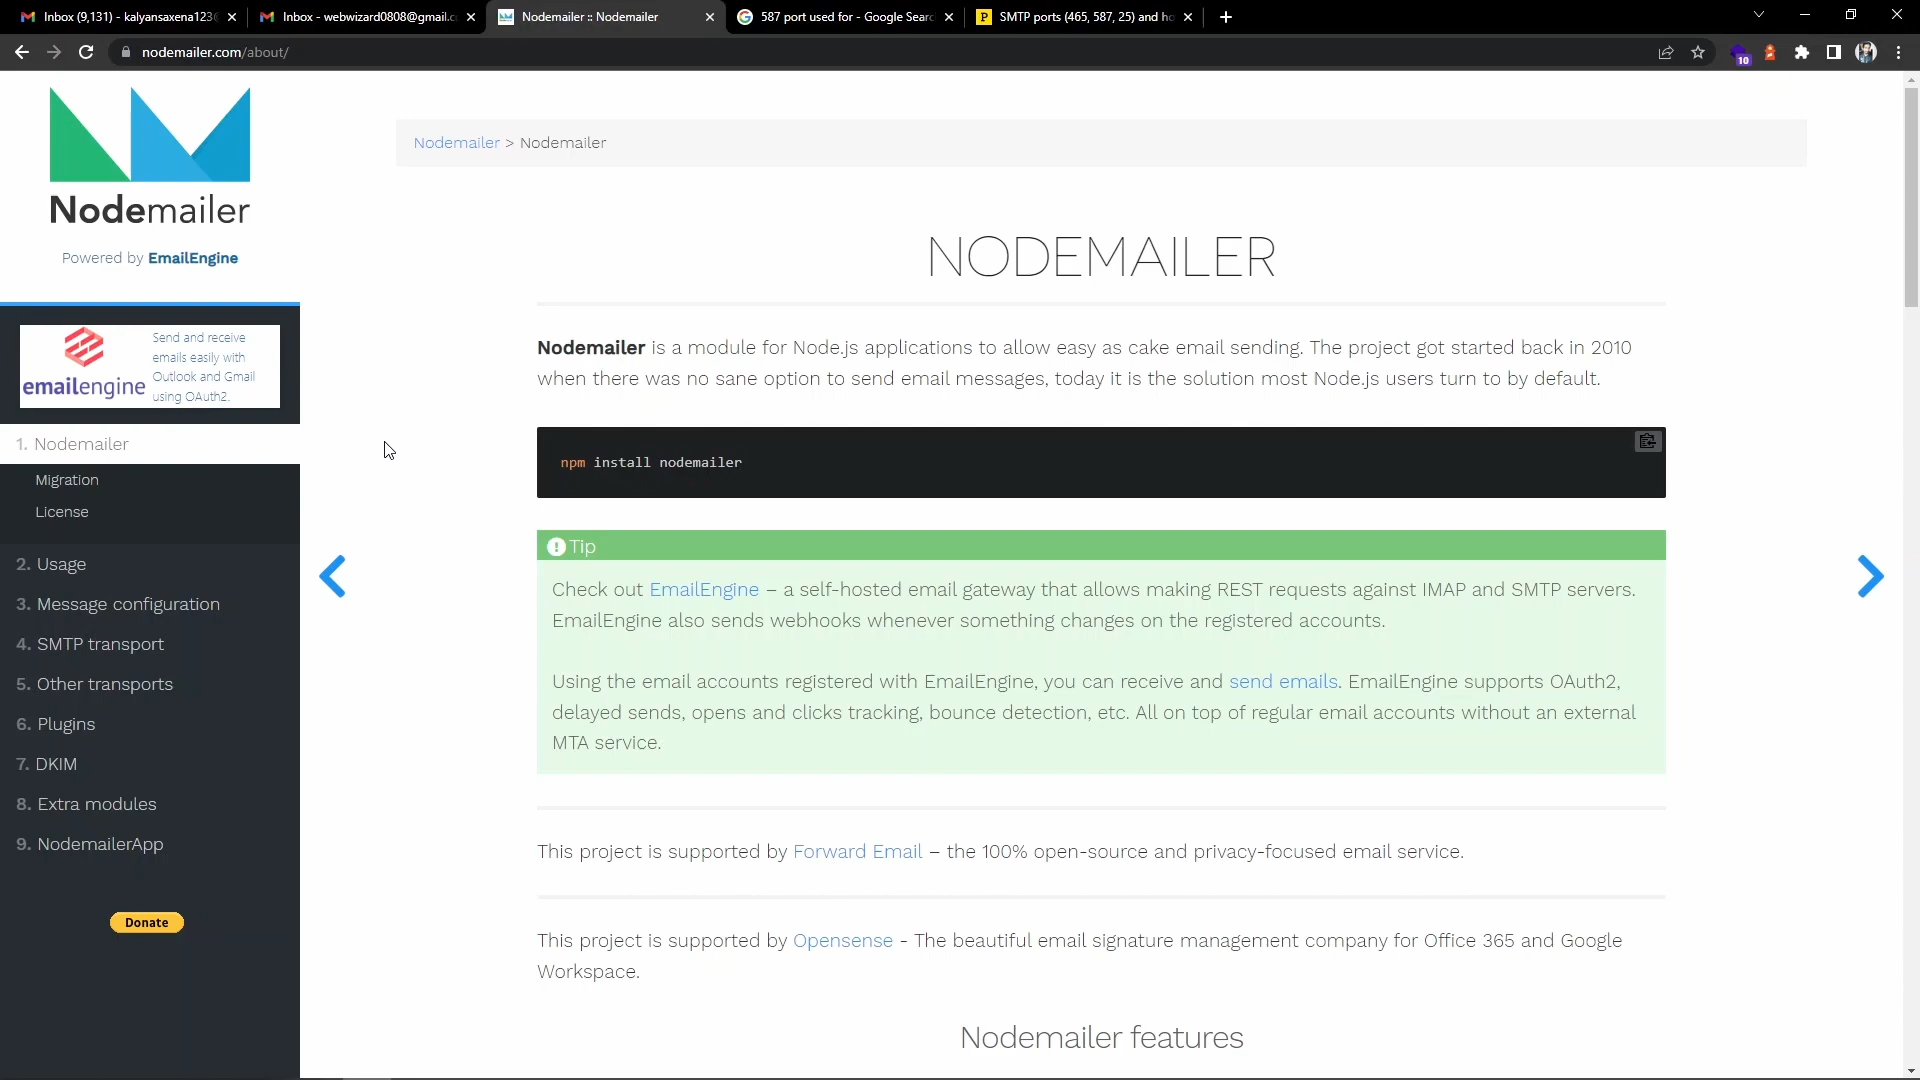 Inbox (9,131) - kalyansaxena123
Inbox - webwizard0808@gmail.c
Nodemailer :: Nodemailer
587 port used for - Google Sear
SMTP ports (465, 587, 25) and ho
nodemailer.com/about/
10
Nodemailer
Powered by EmailEngine
emailengine
Send and receive
emails easily with
Outlook and Gmail
using OAuth2.
1. Nodemailer
Migration
License
2. Usage
3. Message configuration
4. SMTP transport
5. Other transports
6. Plugins
7. DKIM
8. Extra modules
9. NodemailerApp
Donate
Nodemailer > Nodemailer
NODEMAILER
Nodemailer is a module for Node.js applications to allow easy as cake email sending. The project got started back in 2010
when there was no sane option to send email messages, today it is the solution most Node.js users turn to by default.
npm install nodemailer
Tip
Check out EmailEngine – a self-hosted email gateway that allows making REST requests against IMAP and SMTP servers.
EmailEngine also sends webhooks whenever something changes on the registered accounts.
Using the email accounts registered with EmailEngine, you can receive and send emails. EmailEngine supports OAuth2,
delayed sends, opens and clicks tracking, bounce detection, etc. All on top of regular email accounts without an external
MTA service.
This project is supported by Forward Email – the 100% open-source and privacy-focused email service.
This project is supported by Opensense - The beautiful email signature management company for Office 365 and Google
Workspace.
Nodemailer features